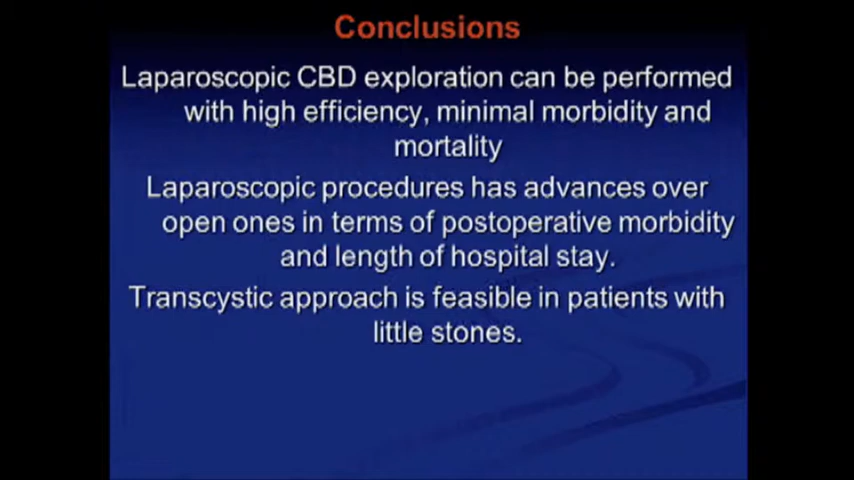 Conclusions
Laparoscopic CBD exploration can be performed
with high efficiency, minimal morbidity and
mortality
Laparoscopic procedures has advances over
open ones in terms of postoperative morbidity
and length of hospital stay.
Transcystic approach is feasible in patients with
little stones.